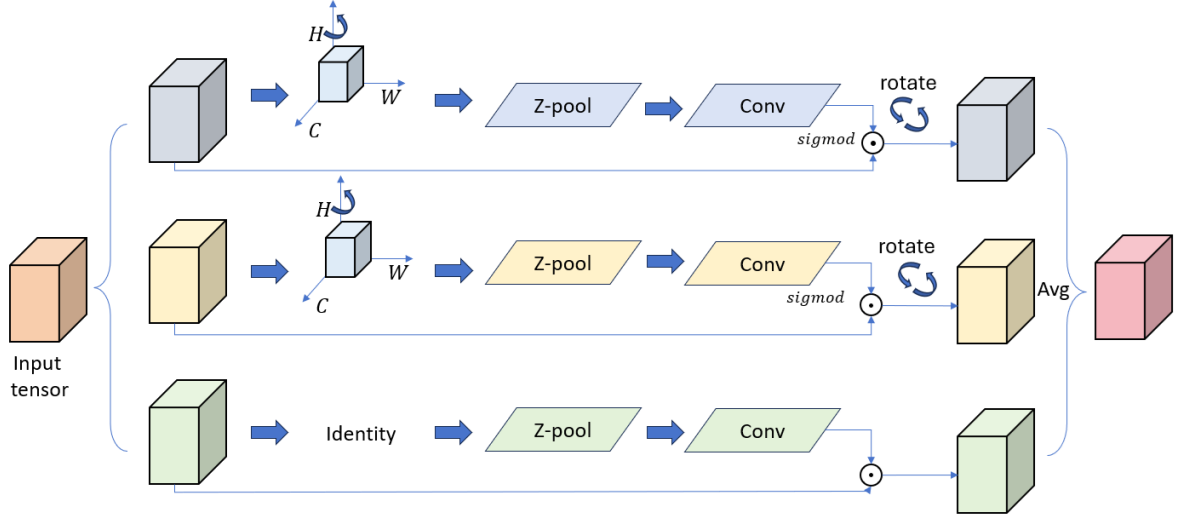 H
W
C
Z-pool
Conv
sigmod
rotate
H
W
C
Z-pool
Conv
sigmod
rotate
Avg
Input
tensor
Identity
Z-pool
Conv